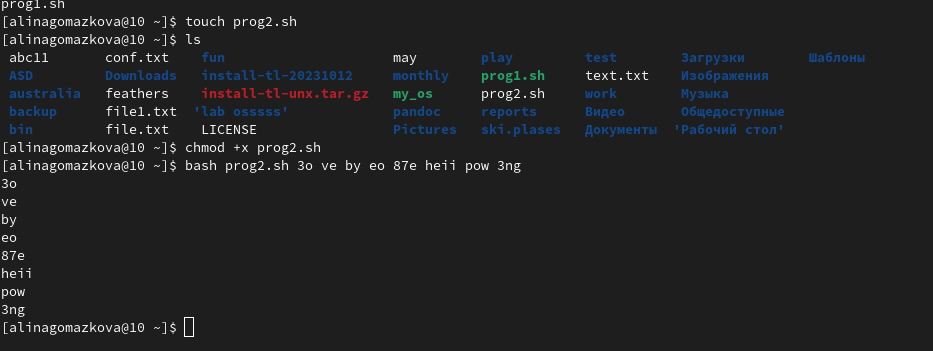 prog1.sh
[alinagomazkova@10 ~]$ touch prog2.sh
[alinagomazkova@10 ~]$ ls
abc11 conf.txt fun may play test Загрузки Шаблоны
ASD Downloads install-tl-20231012 monthly prog1.sh text.txt Изображения
australia feathers install-tl-unx.tar.gz my_os prog2.sh work Музыка
backup file1.txt 'lab osssss' pandoc reports Видео Общедоступные
bin file.txt LICENSE Pictures ski.plases Документы 'Рабочий стол'
[alinagomazkova@10 ~]$ chmod +x prog2.sh
[alinagomazkova@10 ~]$ bash prog2.sh 3o ve by eo 87e heii pow 3ng
3o
ve
by
eo
87e
heii
pow
3ng
[alinagomazkova@10 ~]$